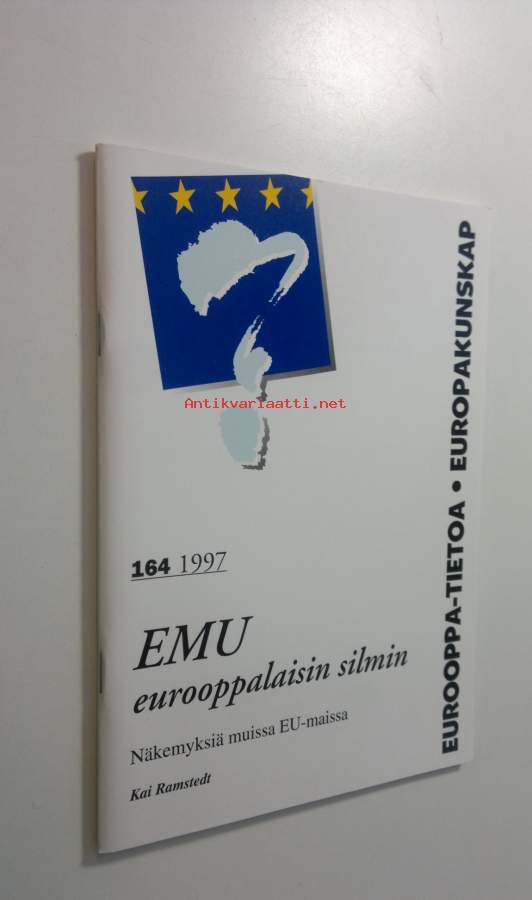 Antikvariaatti.net
164 1997
EMU
eurooppalaisin silmin
Näkemyksiä muissa EU-maissa
Kai Ramstedt
EUROOPPA-TIETOA • EUROPAKUNSKAP